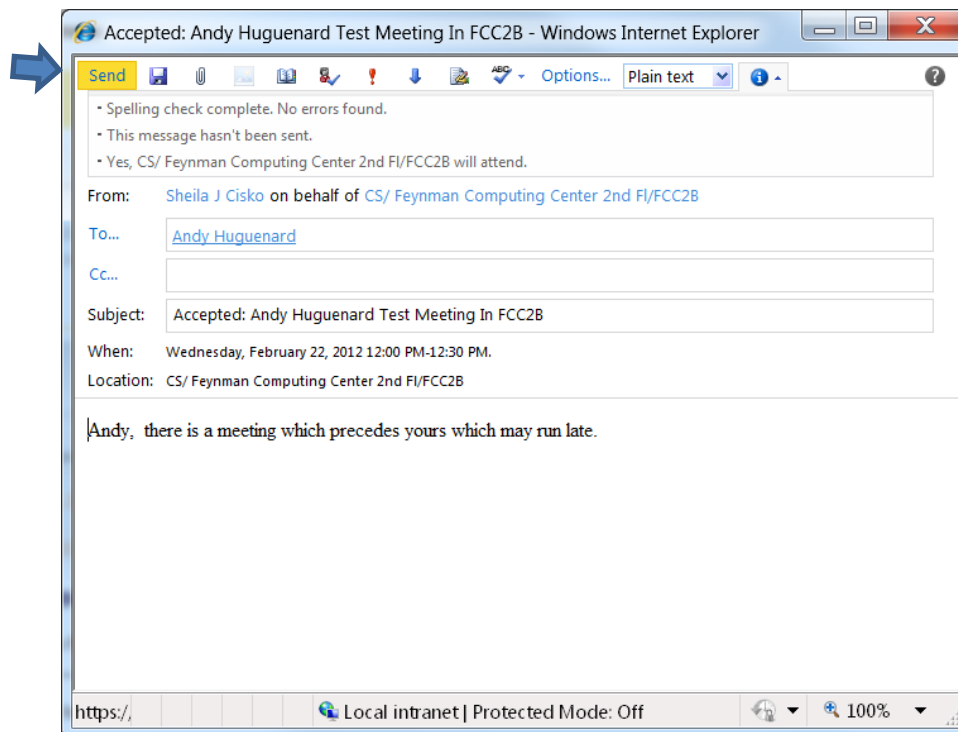 Accepted: Andy Huguenard Test Meeting In FCC2B - Windows Internet Explorer
Send ABC Options... Plain text
- Spelling check complete. No errors found.
- This message hasn't been sent.
- Yes, CS/ Feynman Computing Center 2nd Fl/FCC2B will attend.
From: Sheila J Cisko on behalf of CS/ Feynman Computing Center 2nd Fl/FCC2B
To... Andy Huguenard
Cc...
Subject: Accepted: Andy Huguenard Test Meeting In FCC2B
When: Wednesday, February 22, 2012 12:00 PM-12:30 PM.
Location: CS/ Feynman Computing Center 2nd Fl/FCC2B
Andy,  there is a meeting which precedes yours which may run late.
https:/, Local intranet | Protected Mode: Off 100%